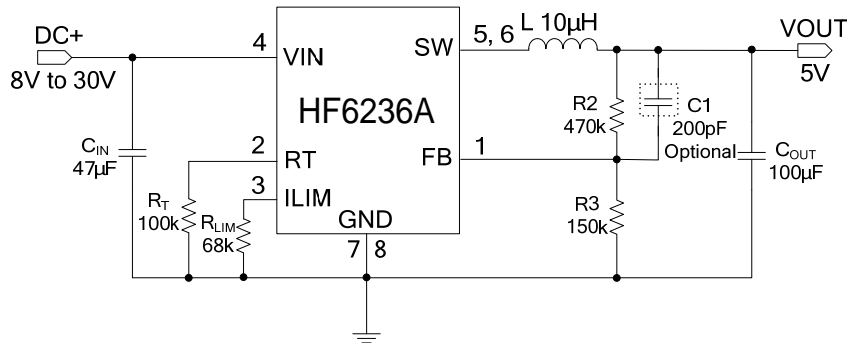 DC+
8V to 30V
4
VIN
SW
5, 6
L 10µH
VOUT
5V
HF6236A
R2
470k
C1
200pF
Optional
CIN
47µF
2
RT
FB
1
COUT
100µF
3
ILIM
RT
100k
RLIM
68k
GND
7
8
R3
150k